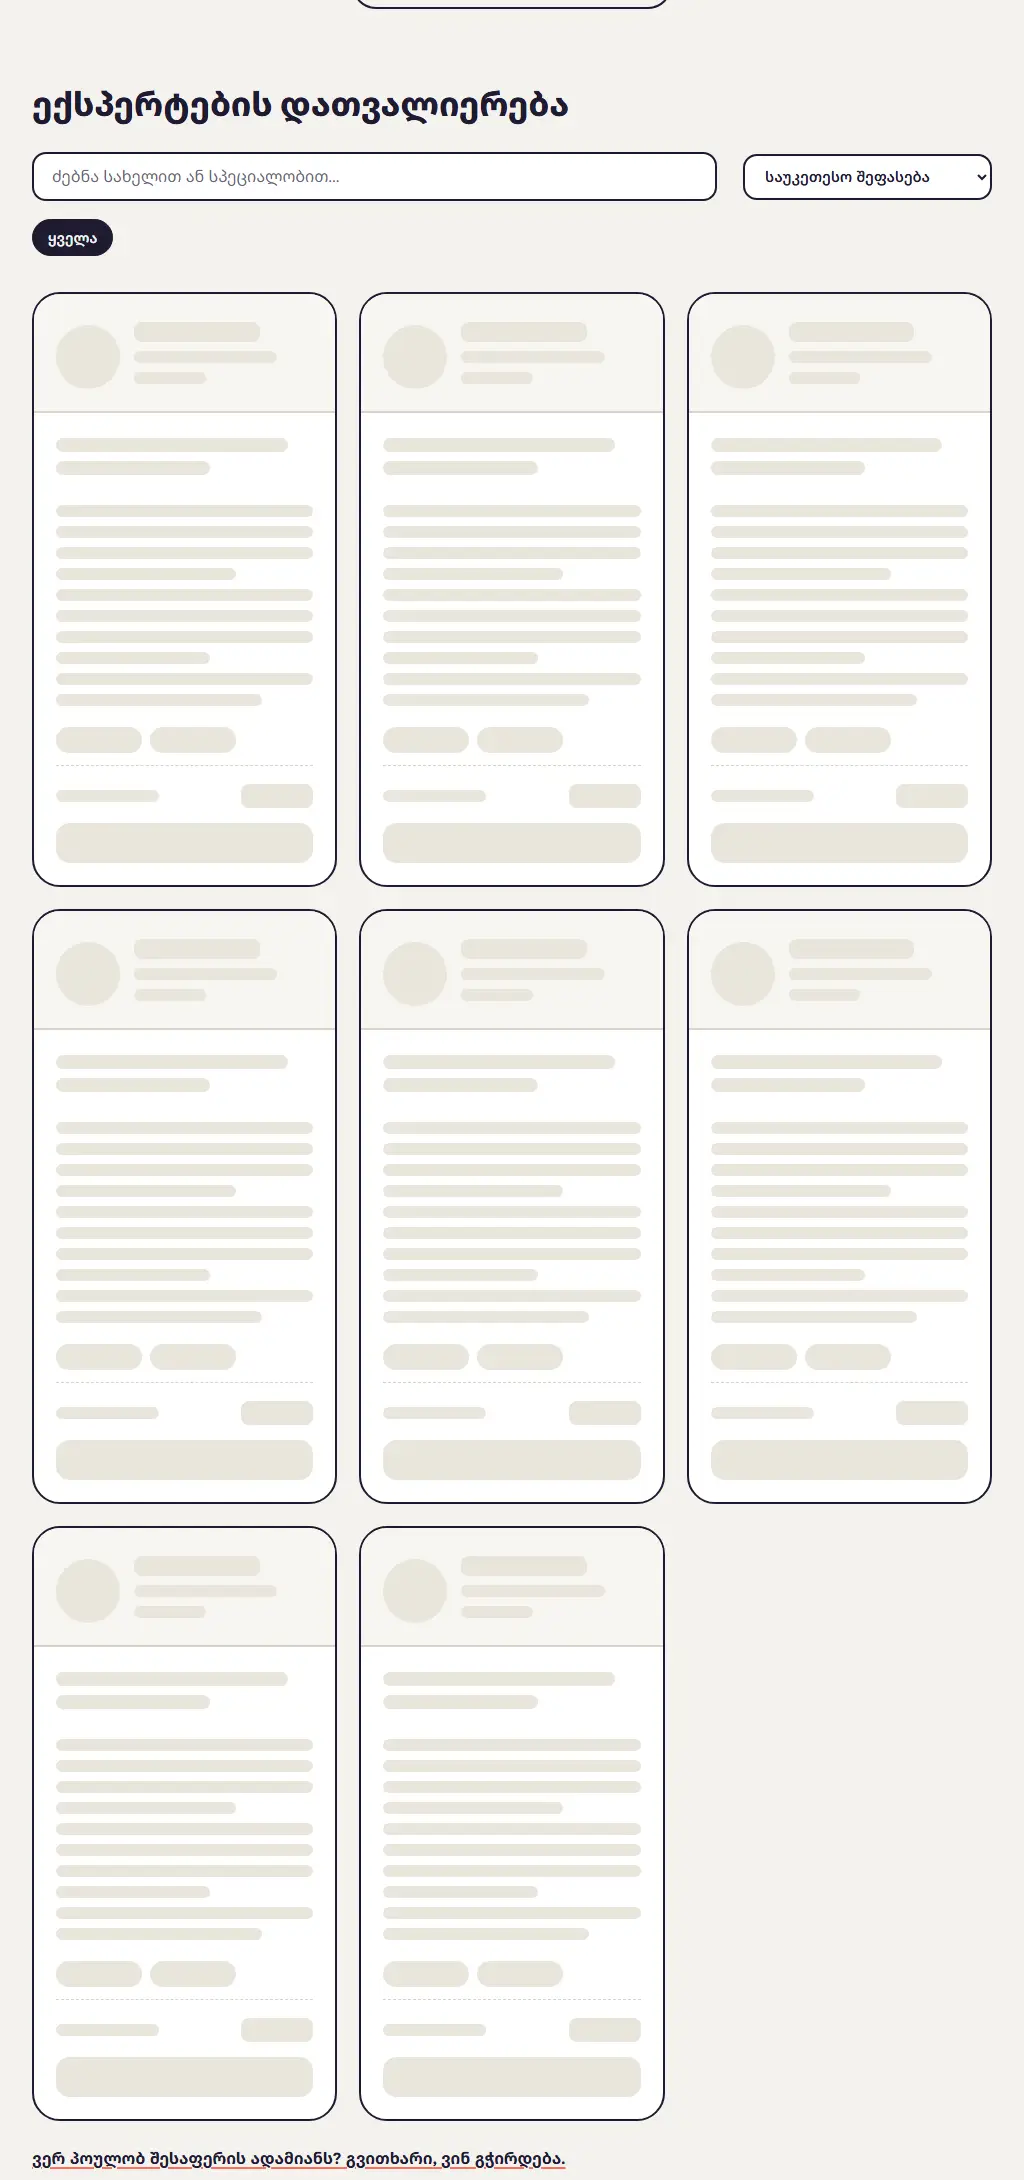 ექსპერტების დათვალიერება
ძებნა სახელით ან სპეციალობით...
საუკეთესო შეფასება
ყველა
ვერ პოულობ შესაფერის ადამიანს? გვითხარი, ვინ გჭირდება.